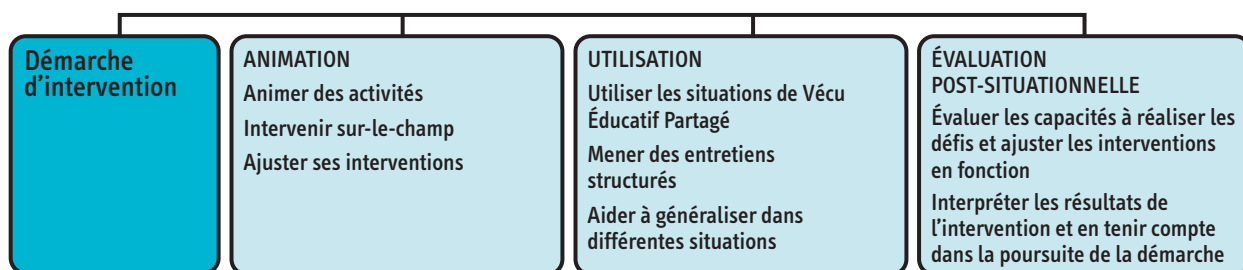 Démarche
d'intervention
ANIMATION
Animer des activités
Intervenir sur-le-champ
Ajuster ses interventions
UTILISATION
Utiliser les situations de Vécu
Éducatif Partagé
Mener des entretiens
structurés
Aider à généraliser dans
différentes situations
ÉVALUATION
POST-SITUATIONNELLE
Évaluer les capacités à réaliser les
défis et ajuster les interventions
en fonction
Interpréter les résultats de
l'intervention et en tenir compte
dans la poursuite de la démarche